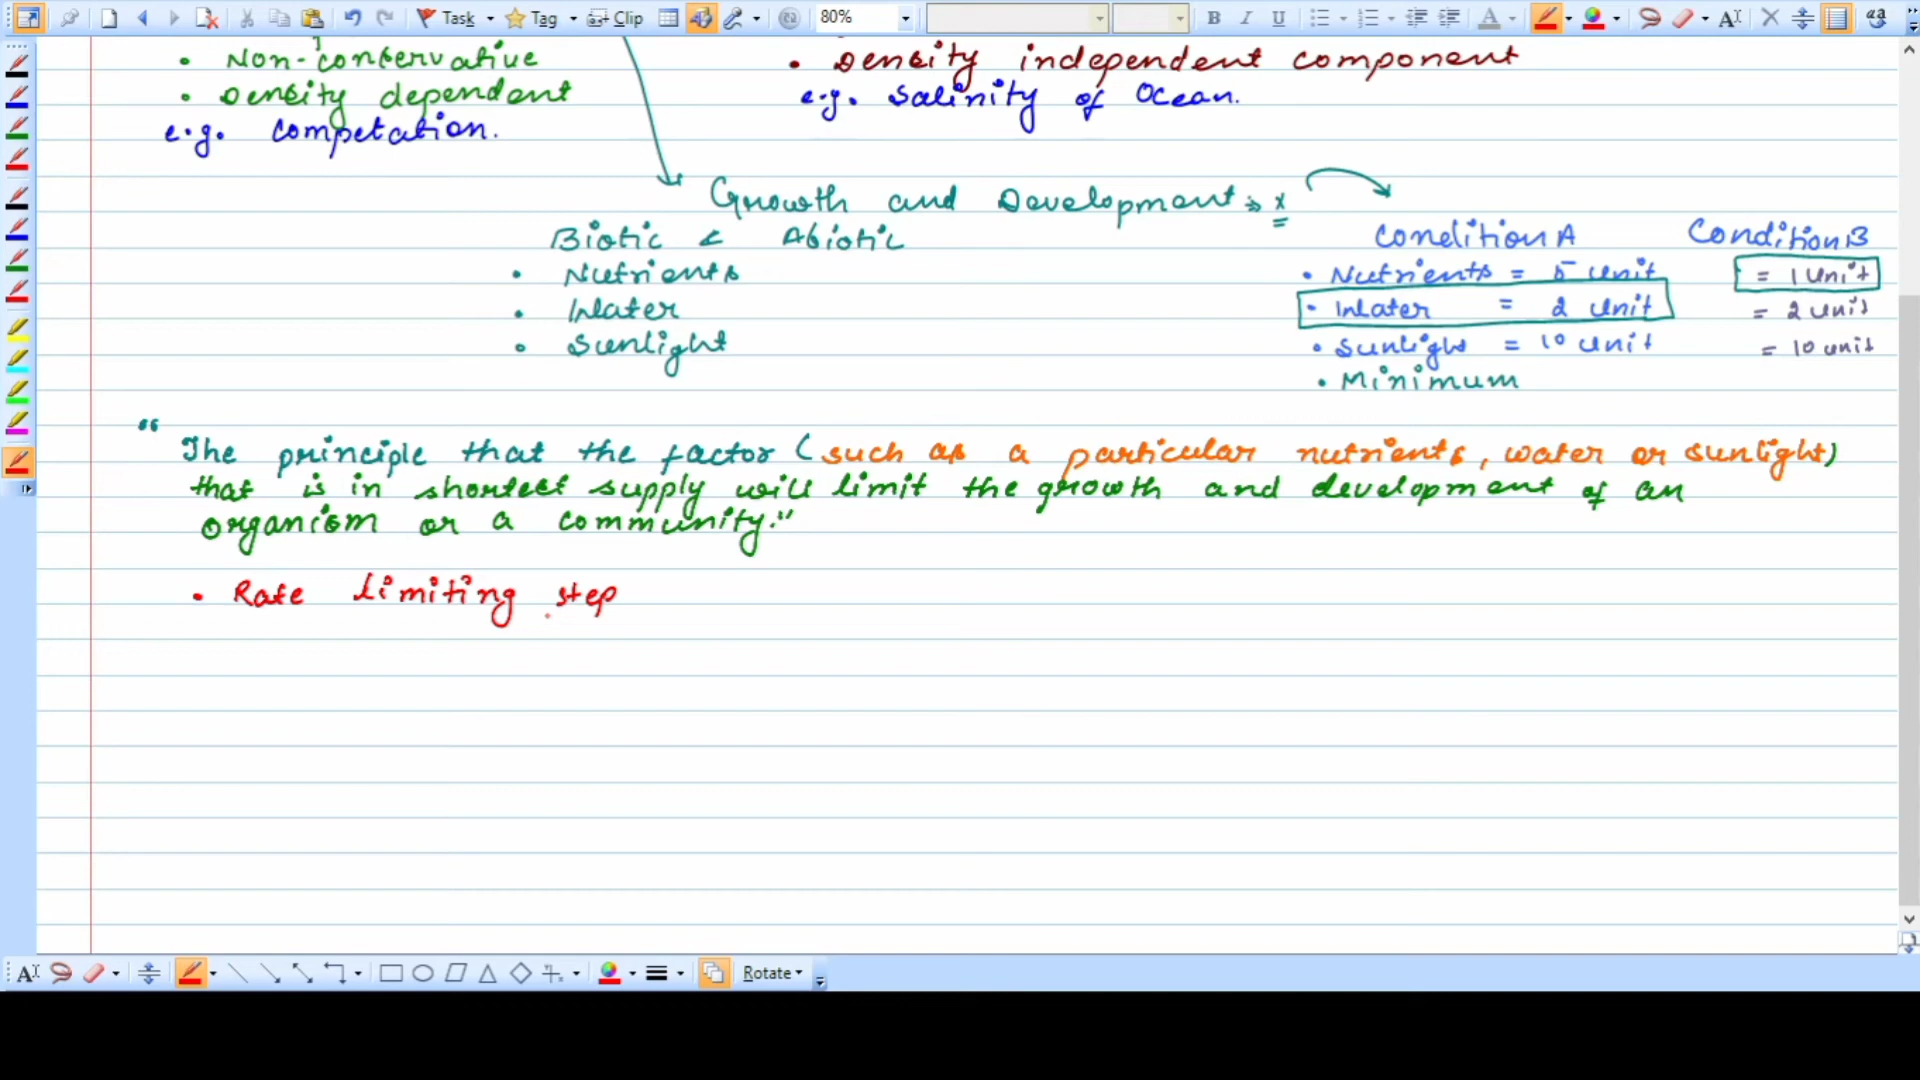 Task Tag Clip 80% B I U
• Non-conservative
• Density dependent
e.g. competation.
• Density independent component
e.g. salinity of Ocean.
Growth and Development
Biotic & Abiotic
• Nutrients
• Water
• Sunlight
Condition A Condition B
• Nutrients = 5 unit = 1 unit
• Water = 2 unit = 2 unit
• Sunlight = 10 unit = 10 unit
• Minimum
"The principle that the factor (such as a particular nutrients, water or sunlight)
that is in shortest supply will limit the growth and development of an
organism or a community."
• Rate limiting step
Rotate